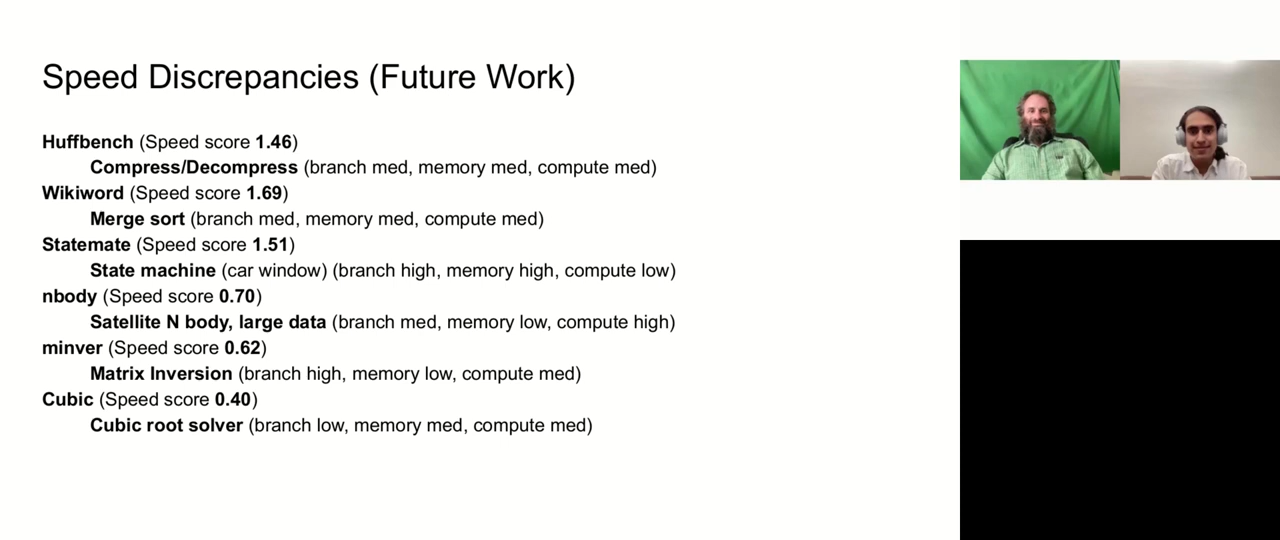 Speed Discrepancies (Future Work)
Huffbench (Speed score 1.46)
Compress/Decompress (branch med, memory med, compute med)
Wikiword (Speed score 1.69)
Merge sort (branch med, memory med, compute med)
Statemate (Speed score 1.51)
State machine (car window) (branch high, memory high, compute low)
nbody (Speed score 0.70)
Satellite N body, large data (branch med, memory low, compute high)
minver (Speed score 0.62)
Matrix Inversion (branch high, memory low, compute med)
Cubic (Speed score 0.40)
Cubic root solver (branch low, memory med, compute med)